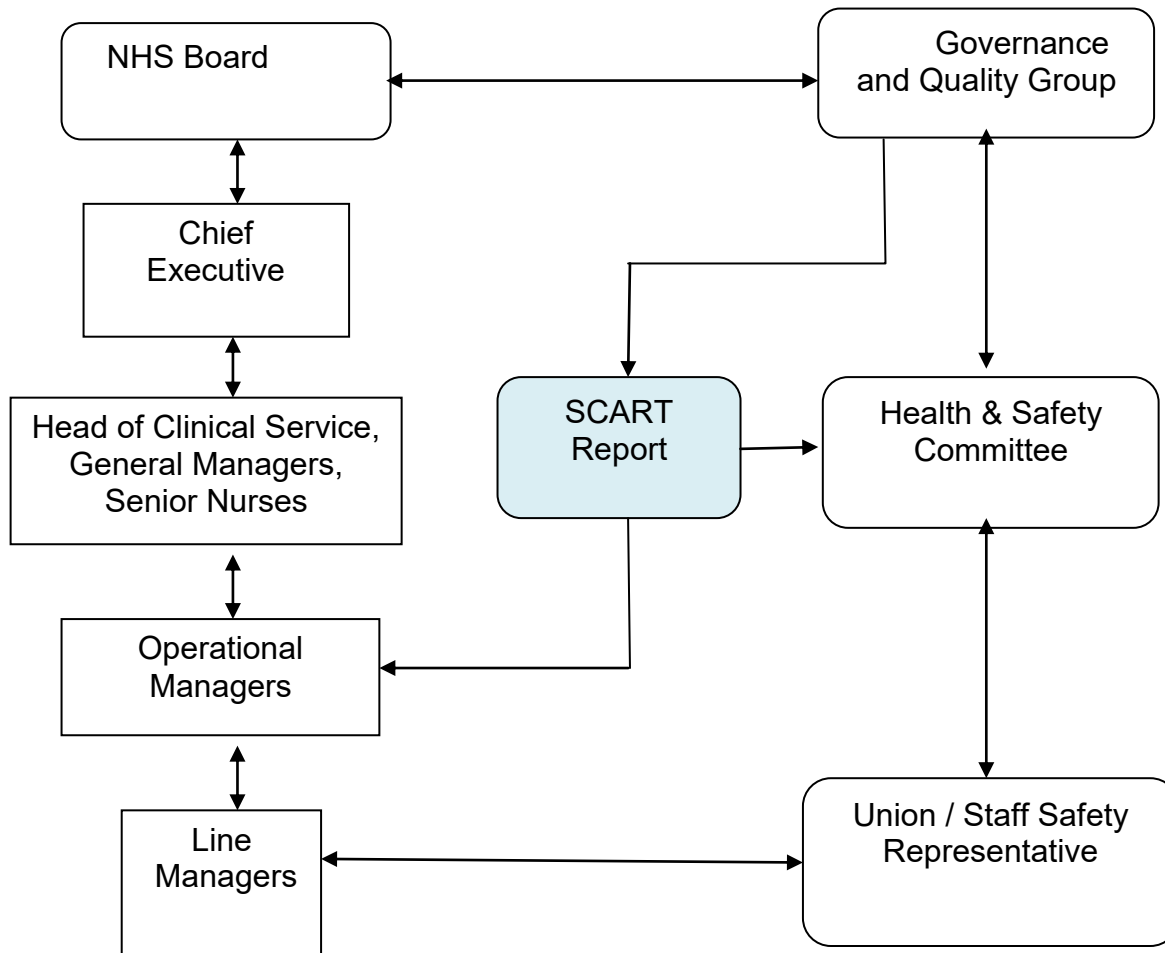 NHS Board
Governance
and Quality Group
Chief
Executive
Head of Clinical Service,
General Managers,
Senior Nurses
SCART
Report
Health & Safety
Committee
Operational
Managers
Line
Managers
Union / Staff Safety
Representative